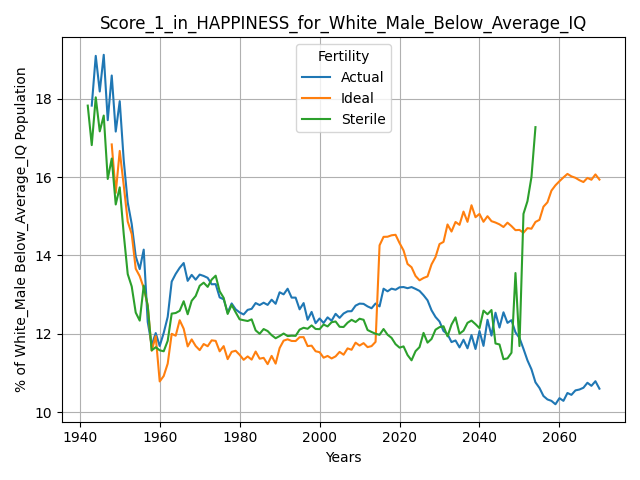 Score_1_in_HAPPINESS_for_White_Male_Below_Average_IQ
Fertility
Actual
Ideal
Sterile
% of White_Male Below_Average_IQ Population
18
16
14
12
10
1940 1960 1980 2000 2020 2040 2060
Years